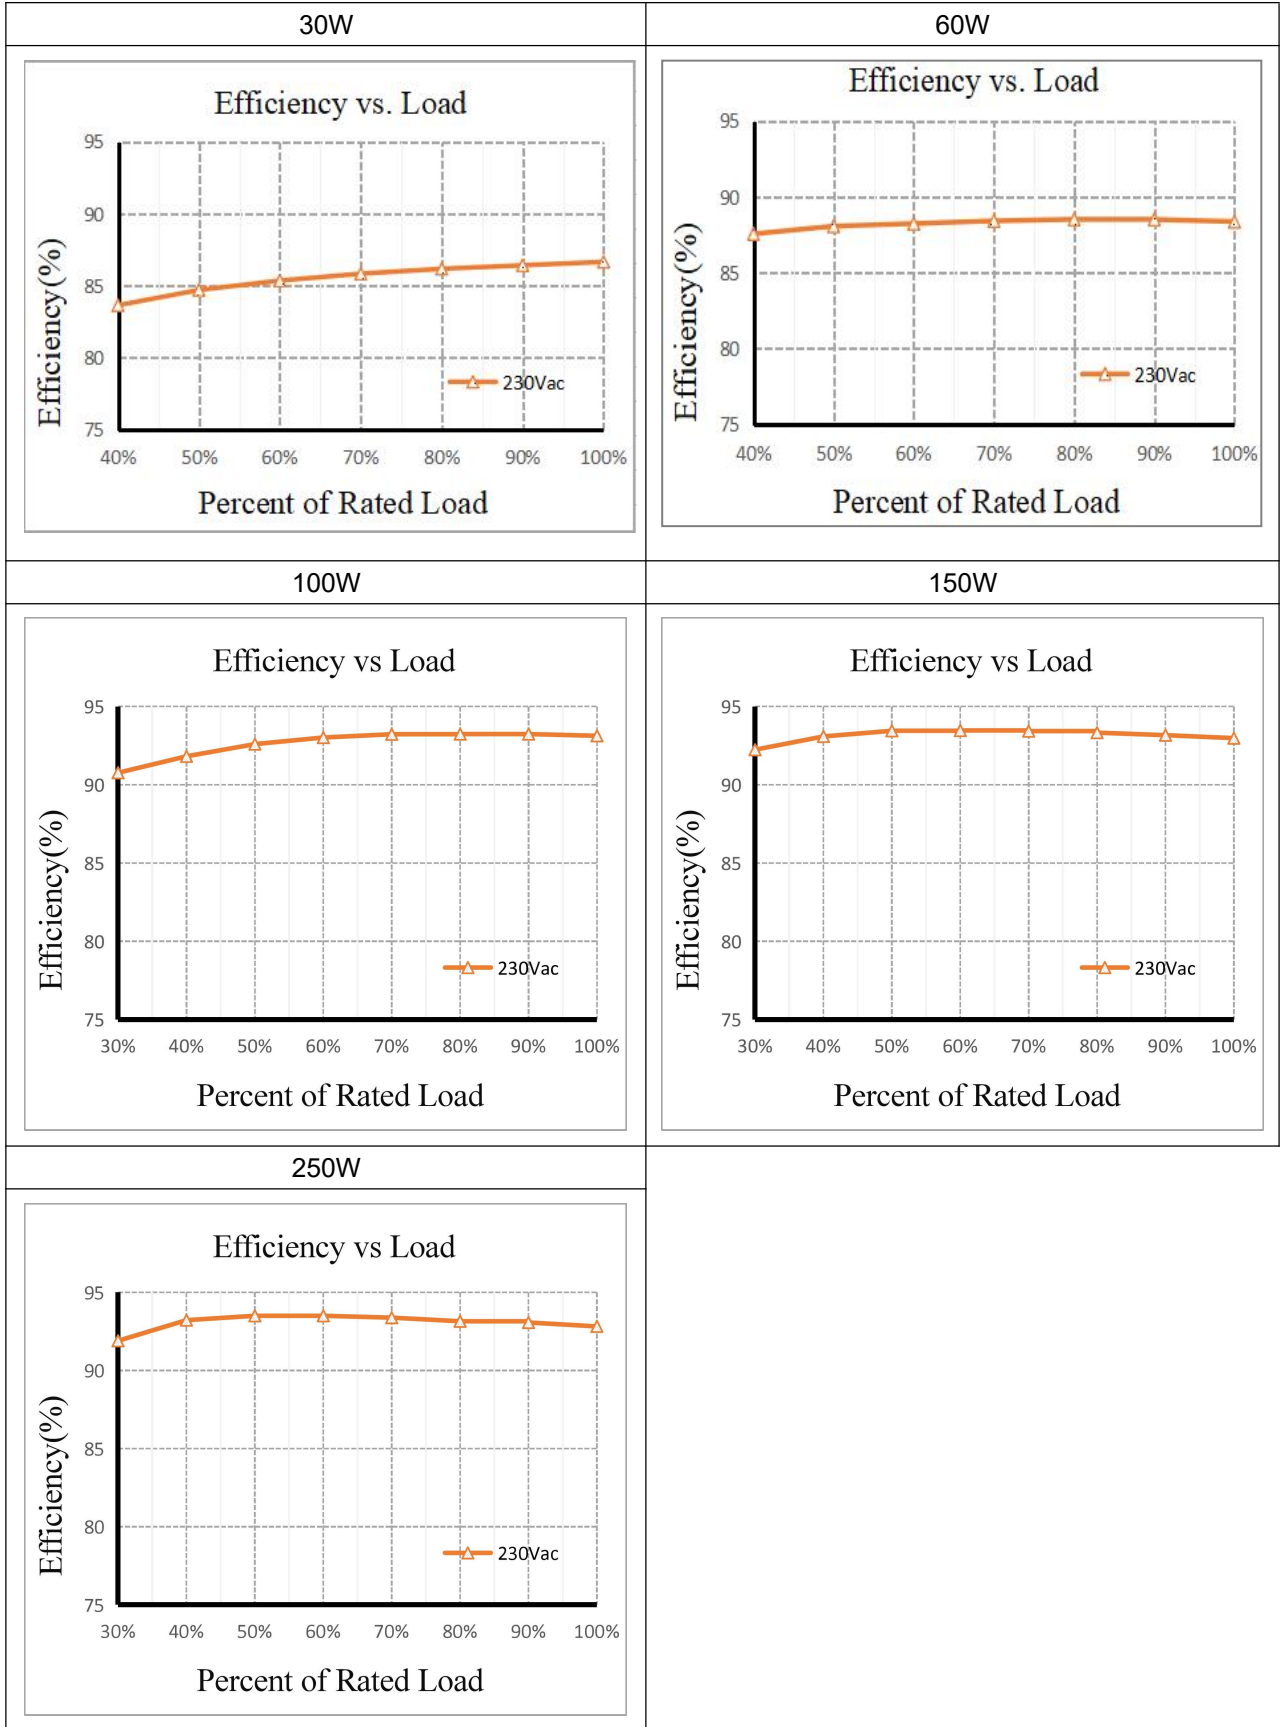 30W
60W
Efficiency vs. Load
95
90
85
80
75
Efficiency(%)
230Vac
40% 50% 60% 70% 80% 90% 100%
Percent of Rated Load
Efficiency vs. Load
95
90
85
80
75
Efficiency(%)
230Vac
40% 50% 60% 70% 80% 90% 100%
Percent of Rated Load
100W
150W
Efficiency vs Load
95
90
85
80
75
Efficiency(%)
230Vac
30% 40% 50% 60% 70% 80% 90% 100%
Percent of Rated Load
Efficiency vs Load
95
90
85
80
75
Efficiency(%)
230Vac
30% 40% 50% 60% 70% 80% 90% 100%
Percent of Rated Load
250W
Efficiency vs Load
95
90
85
80
75
Efficiency(%)
230Vac
30% 40% 50% 60% 70% 80% 90% 100%
Percent of Rated Load